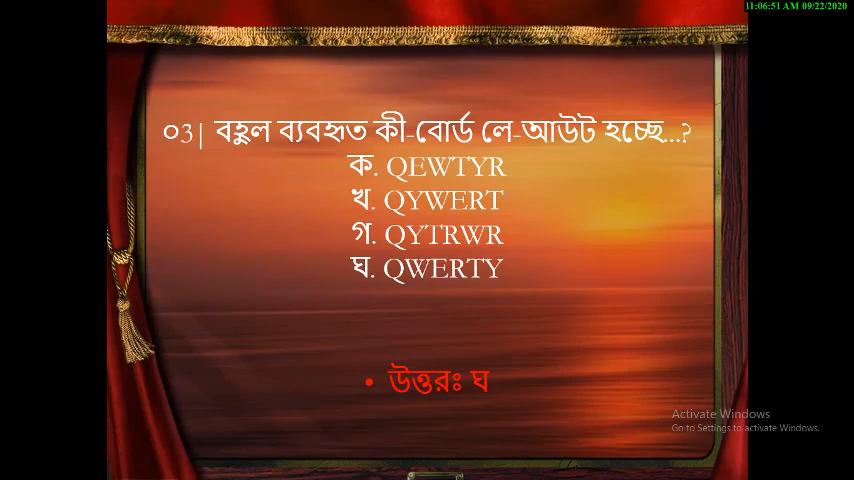 11:06:51 AM 09/22/2020
০3| বহুল ব্যবহৃত কী-বোর্ড লে-আউট হচ্ছে...?
ক. QEWTYR
খ. QYWERT
গ. QYTRWR
ঘ. QWERTY
• উত্তরঃ ঘ
Activate Windows
Go to Settings to activate Windows.